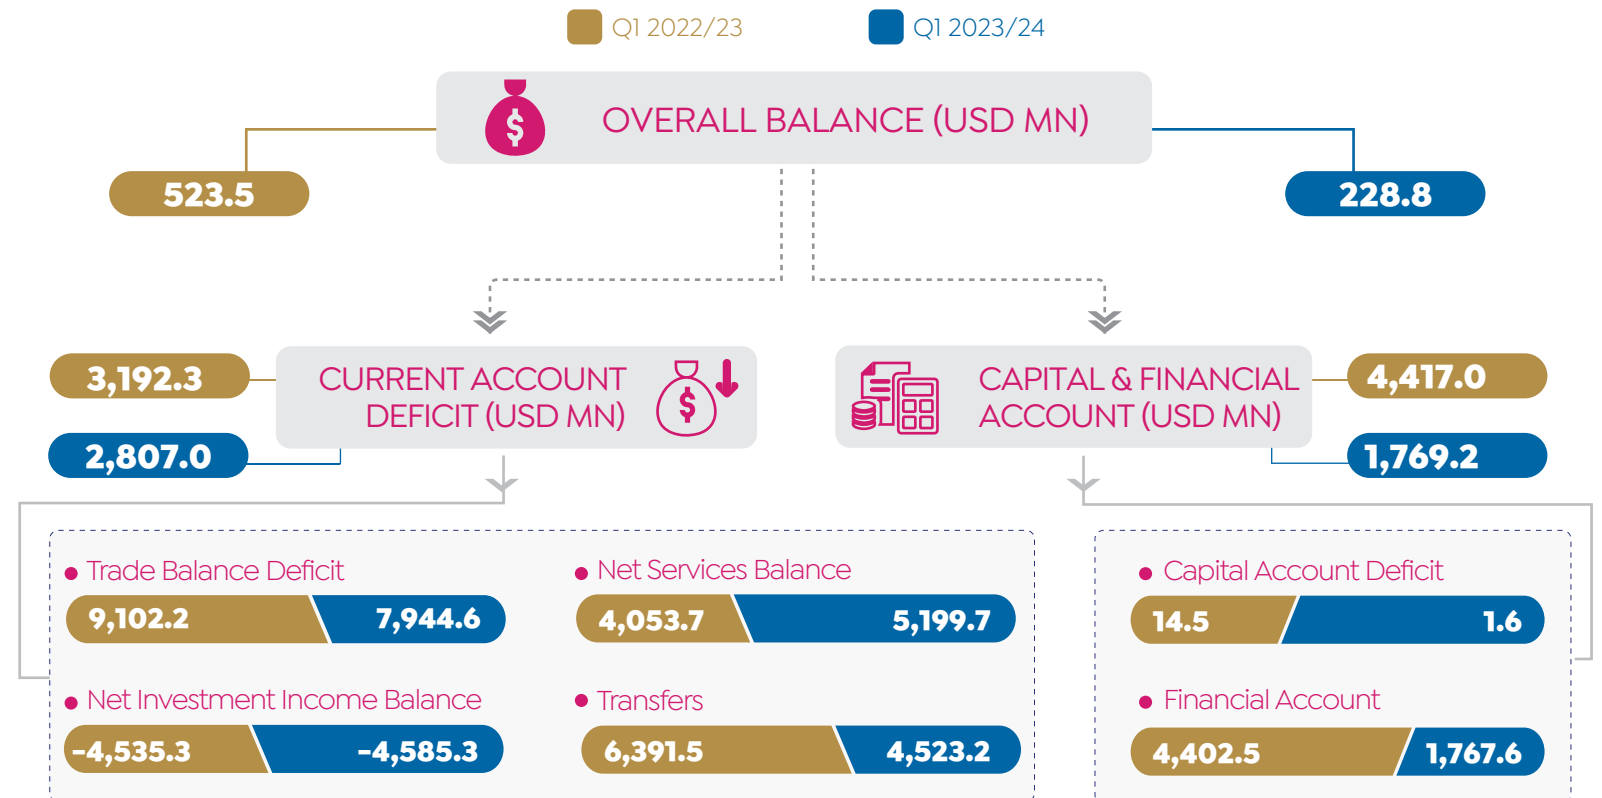 Q1 2022/23
Q1 2023/24
$
OVERALL BALANCE (USD MN)
523.5
228.8
3,192.3
2,807.0
CURRENT ACCOUNT
DEFICIT (USD MN)
$
CAPITAL & FINANCIAL
ACCOUNT (USD MN)
4,417.0
1,769.2
Trade Balance Deficit
9,102.2
7,944.6
Net Services Balance
4,053.7
5,199.7
Net Investment Income Balance
-4,535.3
-4,585.3
Transfers
6,391.5
4,523.2
Capital Account Deficit
14.5
1.6
Financial Account
4,402.5
1,767.6